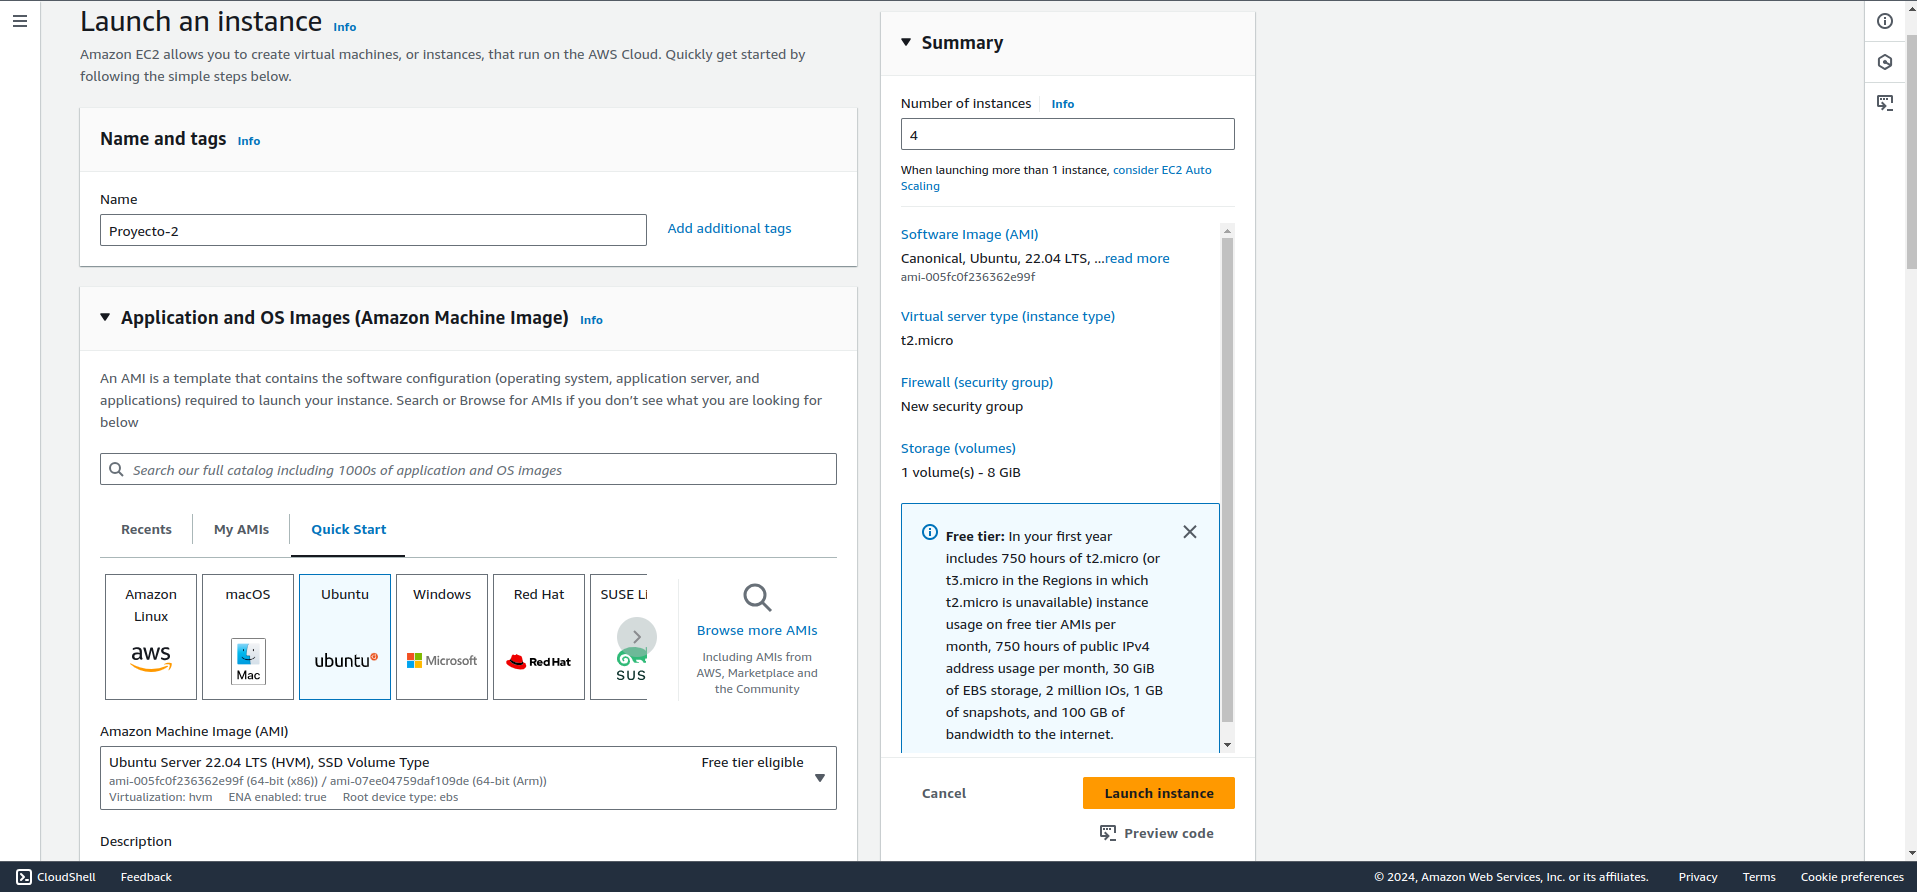 Launch an instance Info
Amazon EC2 allows you to create virtual machines, or instances, that run on the AWS Cloud. Quickly get started by
following the simple steps below.
Name and tags Info
Name
Proyecto-2
Add additional tags
Application and OS Images (Amazon Machine Image) Info
An AMI is a template that contains the software configuration (operating system, application server, and
applications) required to launch your instance. Search or Browse for AMIs if you don't see what you are looking for
below
Search our full catalog including 1000s of application and OS images
Recents
My AMIs
Quick Start
Amazon
Linux
aws
macOS
Mac
Ubuntu
ubuntu
Windows
Microsoft
Red Hat
Red Hat
SUSE Li
SUS
Browse more AMIs
Including AMIs from
AWS, Marketplace and
the Community
Amazon Machine Image (AMI)
Ubuntu Server 22.04 LTS (HVM), SSD Volume Type
Free tier eligible
ami-005fc0f236362e99f (64-bit (x86)) / ami-07ee04759daf109de (64-bit (Arm))
Virtualization: hvm ENA enabled: true Root device type: ebs
Description
Summary
Number of instances Info
4
When launching more than 1 instance, consider EC2 Auto
Scaling
Software Image (AMI)
Canonical, Ubuntu, 22.04 LTS, ...read more
ami-005fc0f236362e99f
Virtual server type (instance type)
t2.micro
Firewall (security group)
New security group
Storage (volumes)
1 volume(s) - 8 GiB
Free tier: In your first year
includes 750 hours of t2.micro (or
t3.micro in the Regions in which
t2.micro is unavailable) instance
usage on free tier AMIs per
month, 750 hours of public IPv4
address usage per month, 30 GiB
of EBS storage, 2 million IOs, 1 GB
of snapshots, and 100 GB of
bandwidth to the internet.
Cancel
Launch instance
Preview code
CloudShell
Feedback
© 2024, Amazon Web Services, Inc. or its affiliates.
Privacy
Terms
Cookie preferences